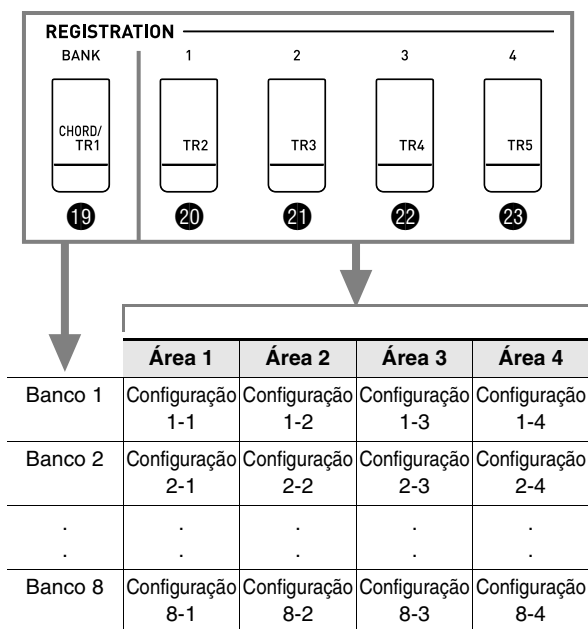 REGISTRATION
BANK 1 2 3 4
CHORD/
TR1 TR2 TR3 TR4 TR5
⓳ ⓴ ㉑ ㉒ ㉓
Área 1 Área 2 Área 3 Área 4
Banco 1 Configuração 1-1 Configuração 1-2 Configuração 1-3 Configuração 1-4
Banco 2 Configuração 2-1 Configuração 2-2 Configuração 2-3 Configuração 2-4
. . . . .
. . . . .
Banco 8 Configuração 8-1 Configuração 8-2 Configuração 8-3 Configuração 8-4